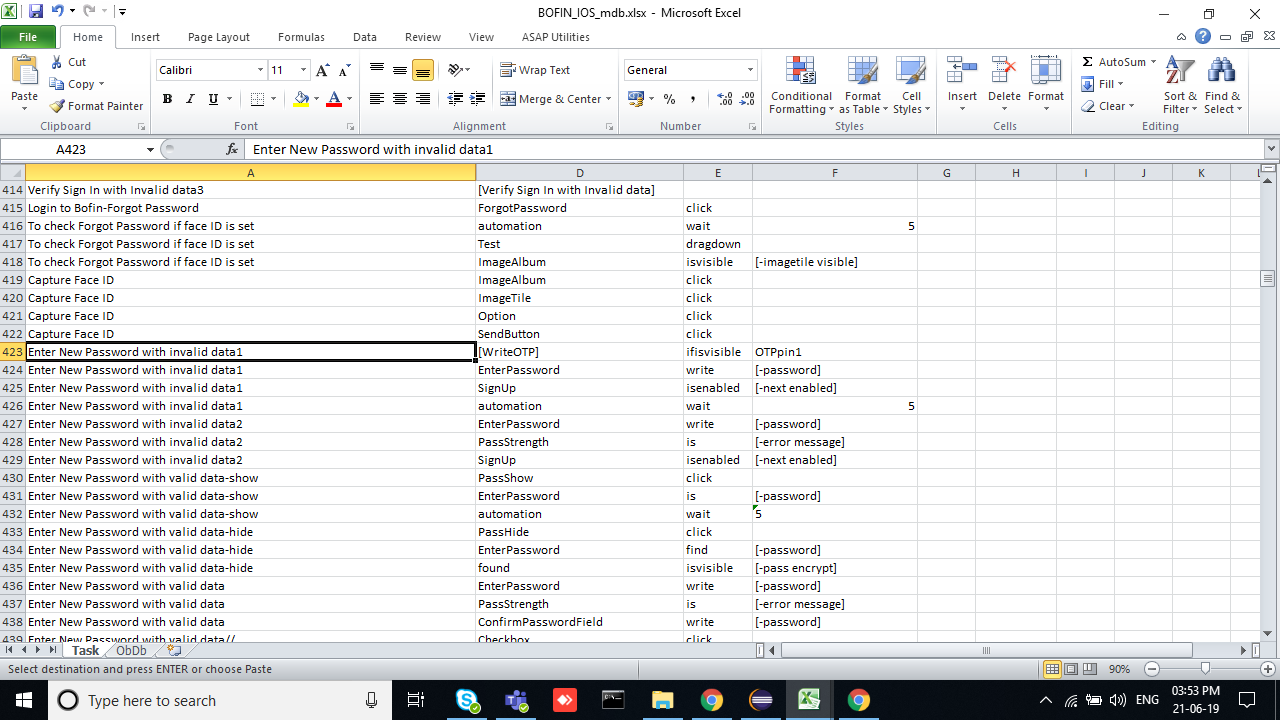 BOFIN_IOS_mdb.xlsx - Microsoft Excel
File Home Insert Page Layout Formulas Data Review View ASAP Utilities
Paste Cut Copy Format Painter Clipboard
Calibri 11 B I U A Font
Wrap Text Merge & Center Alignment
General % , Number
Conditional Formatting Format as Table Cell Styles Styles
Insert Delete Format Cells
AutoSum Fill Clear Sort & Filter Find & Select Editing
A423 fx Enter New Password with invalid data1
A D E F G H I J K L
414 Verify Sign In with Invalid data3 [Verify Sign In with Invalid data]
415 Login to Bofin-Forgot Password ForgotPassword click
416 To check Forgot Password if face ID is set automation wait 5
417 To check Forgot Password if face ID is set Test dragdown
418 To check Forgot Password if face ID is set ImageAlbum isvisible [-imagetile visible]
419 Capture Face ID ImageAlbum click
420 Capture Face ID ImageTile click
421 Capture Face ID Option click
422 Capture Face ID SendButton click
423 Enter New Password with invalid data1 [WriteOTP] ifisvisible OTPpin1
424 Enter New Password with invalid data1 EnterPassword write [-password]
425 Enter New Password with invalid data1 SignUp isenabled [-next enabled]
426 Enter New Password with invalid data1 automation wait 5
427 Enter New Password with invalid data2 EnterPassword write [-password]
428 Enter New Password with invalid data2 PassStrength is [-error message]
429 Enter New Password with invalid data2 SignUp isenabled [-next enabled]
430 Enter New Password with valid data-show PassShow click
431 Enter New Password with valid data-show EnterPassword is [-password]
432 Enter New Password with valid data-show automation wait 5
433 Enter New Password with valid data-hide PassHide click
434 Enter New Password with valid data-hide EnterPassword find [-password]
435 Enter New Password with valid data-hide found isvisible [-pass encrypt]
436 Enter New Password with valid data EnterPassword write [-password]
437 Enter New Password with valid data PassStrength is [-error message]
438 Enter New Password with valid data ConfirmPasswordField write [-password]
439 Enter New Password with valid data// Checkbox click
Task ObDb
Select destination and press ENTER or choose Paste 90%
Type here to search ENG 03:53 PM
21-06-19